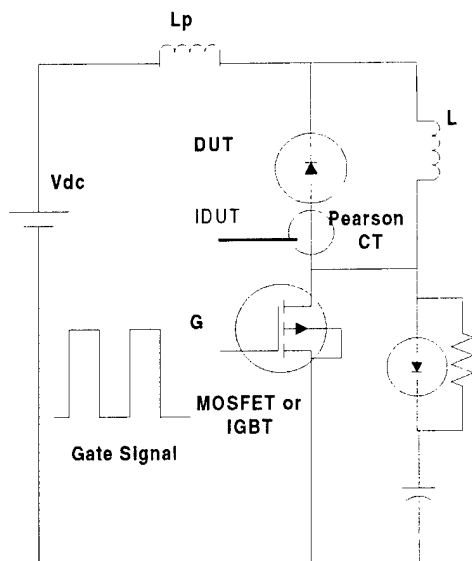 Lp
L
DUT
Vdc
IDUT
Pearson
CT
G
MOSFET or
IGBT
Gate Signal